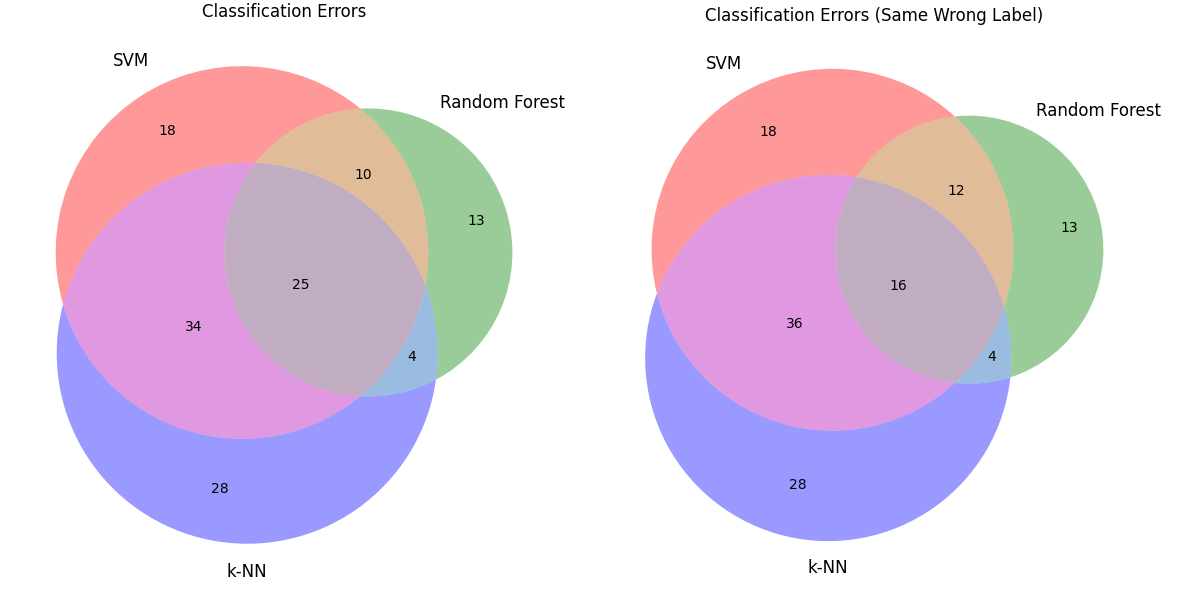 Classification Errors
SVM
Random Forest
18
10
13
25
34
4
28
k-NN
Classification Errors (Same Wrong Label)
SVM
Random Forest
18
12
13
16
36
4
28
k-NN